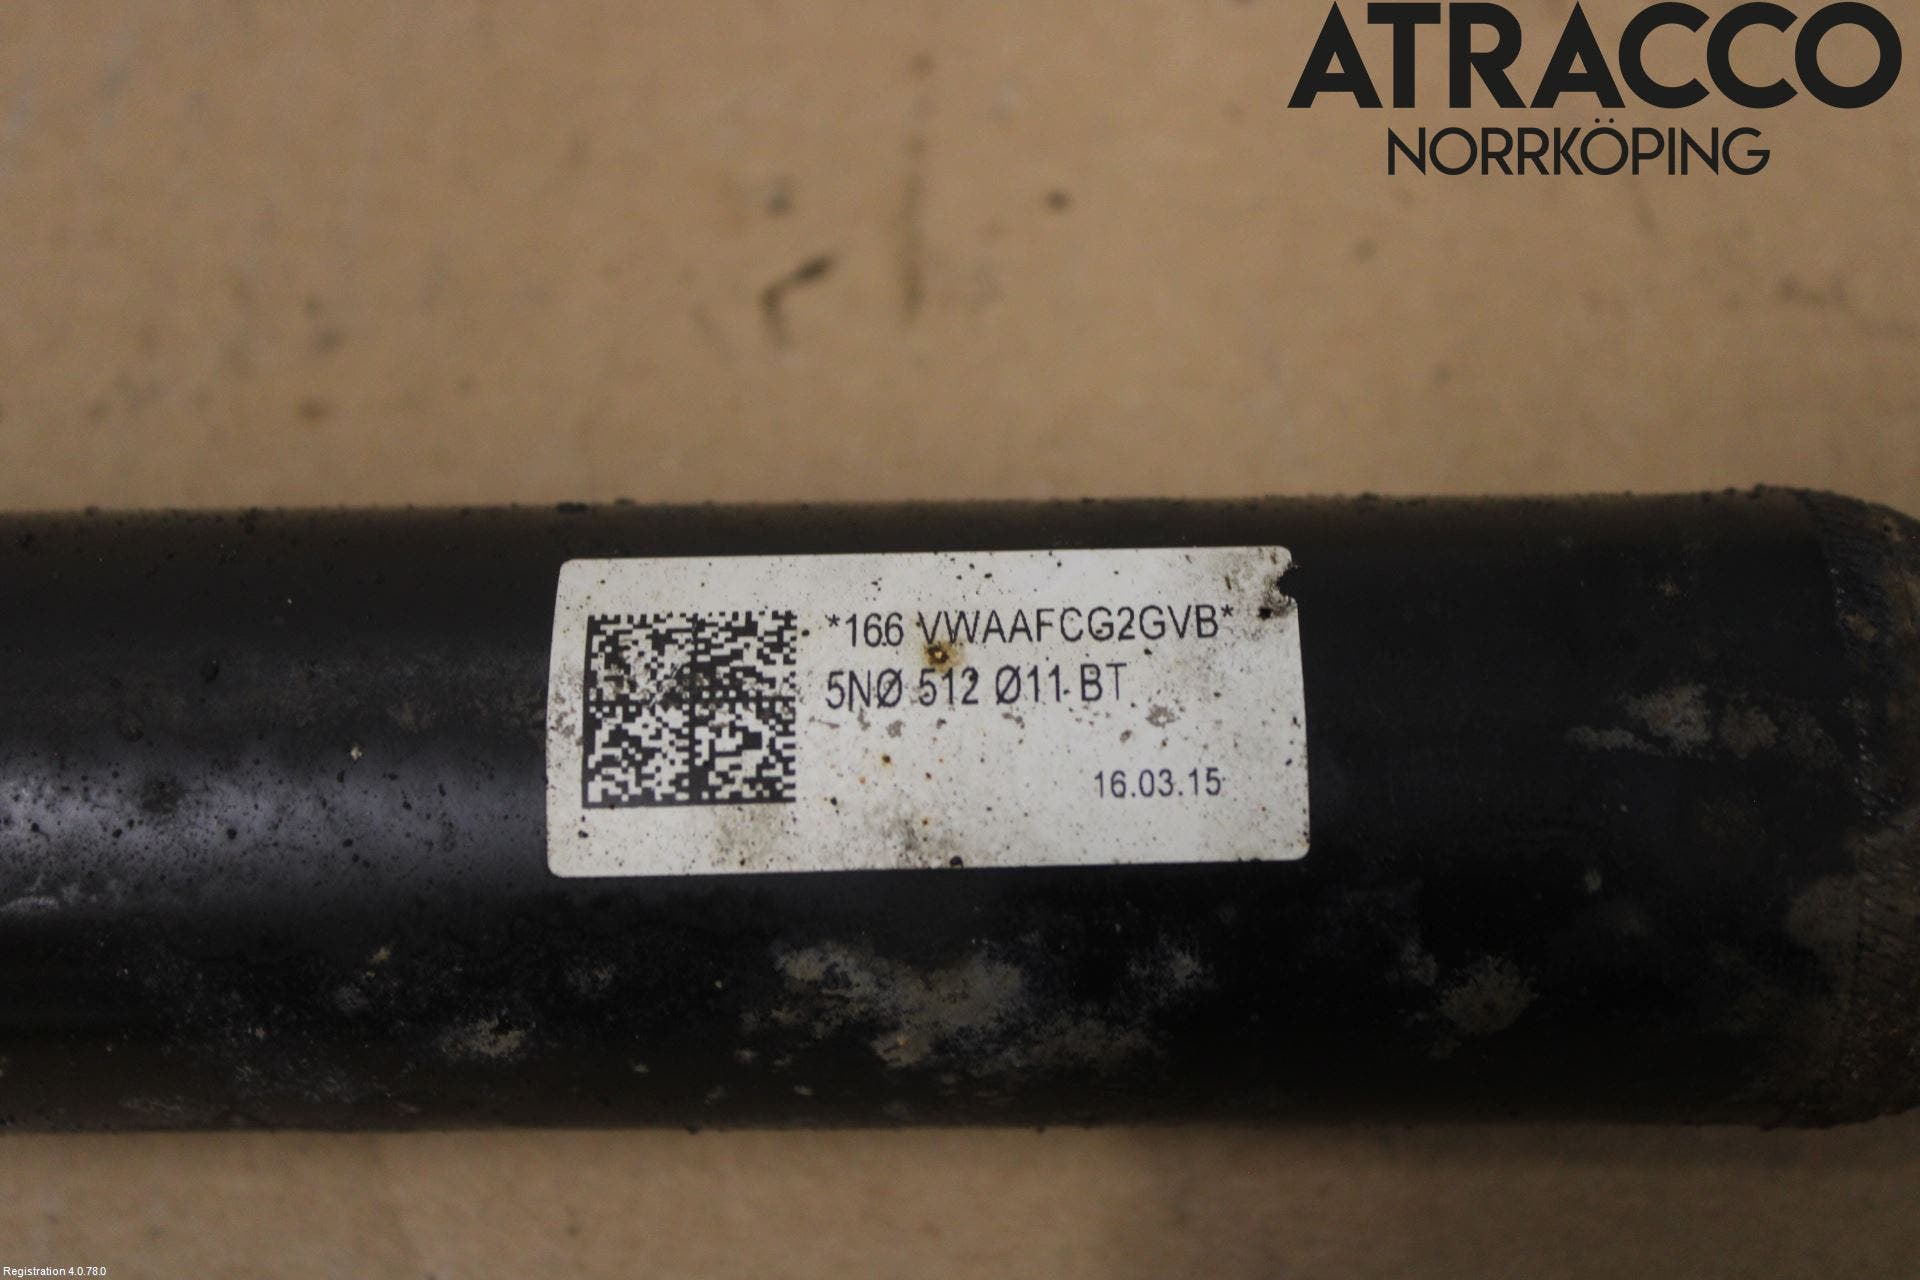 ATRACCO
NORRKÖPING
*166 VWAAFCG2GVB*
5NØ 512 Ø11 BT
16.03.15
Registration 4.0.78.0